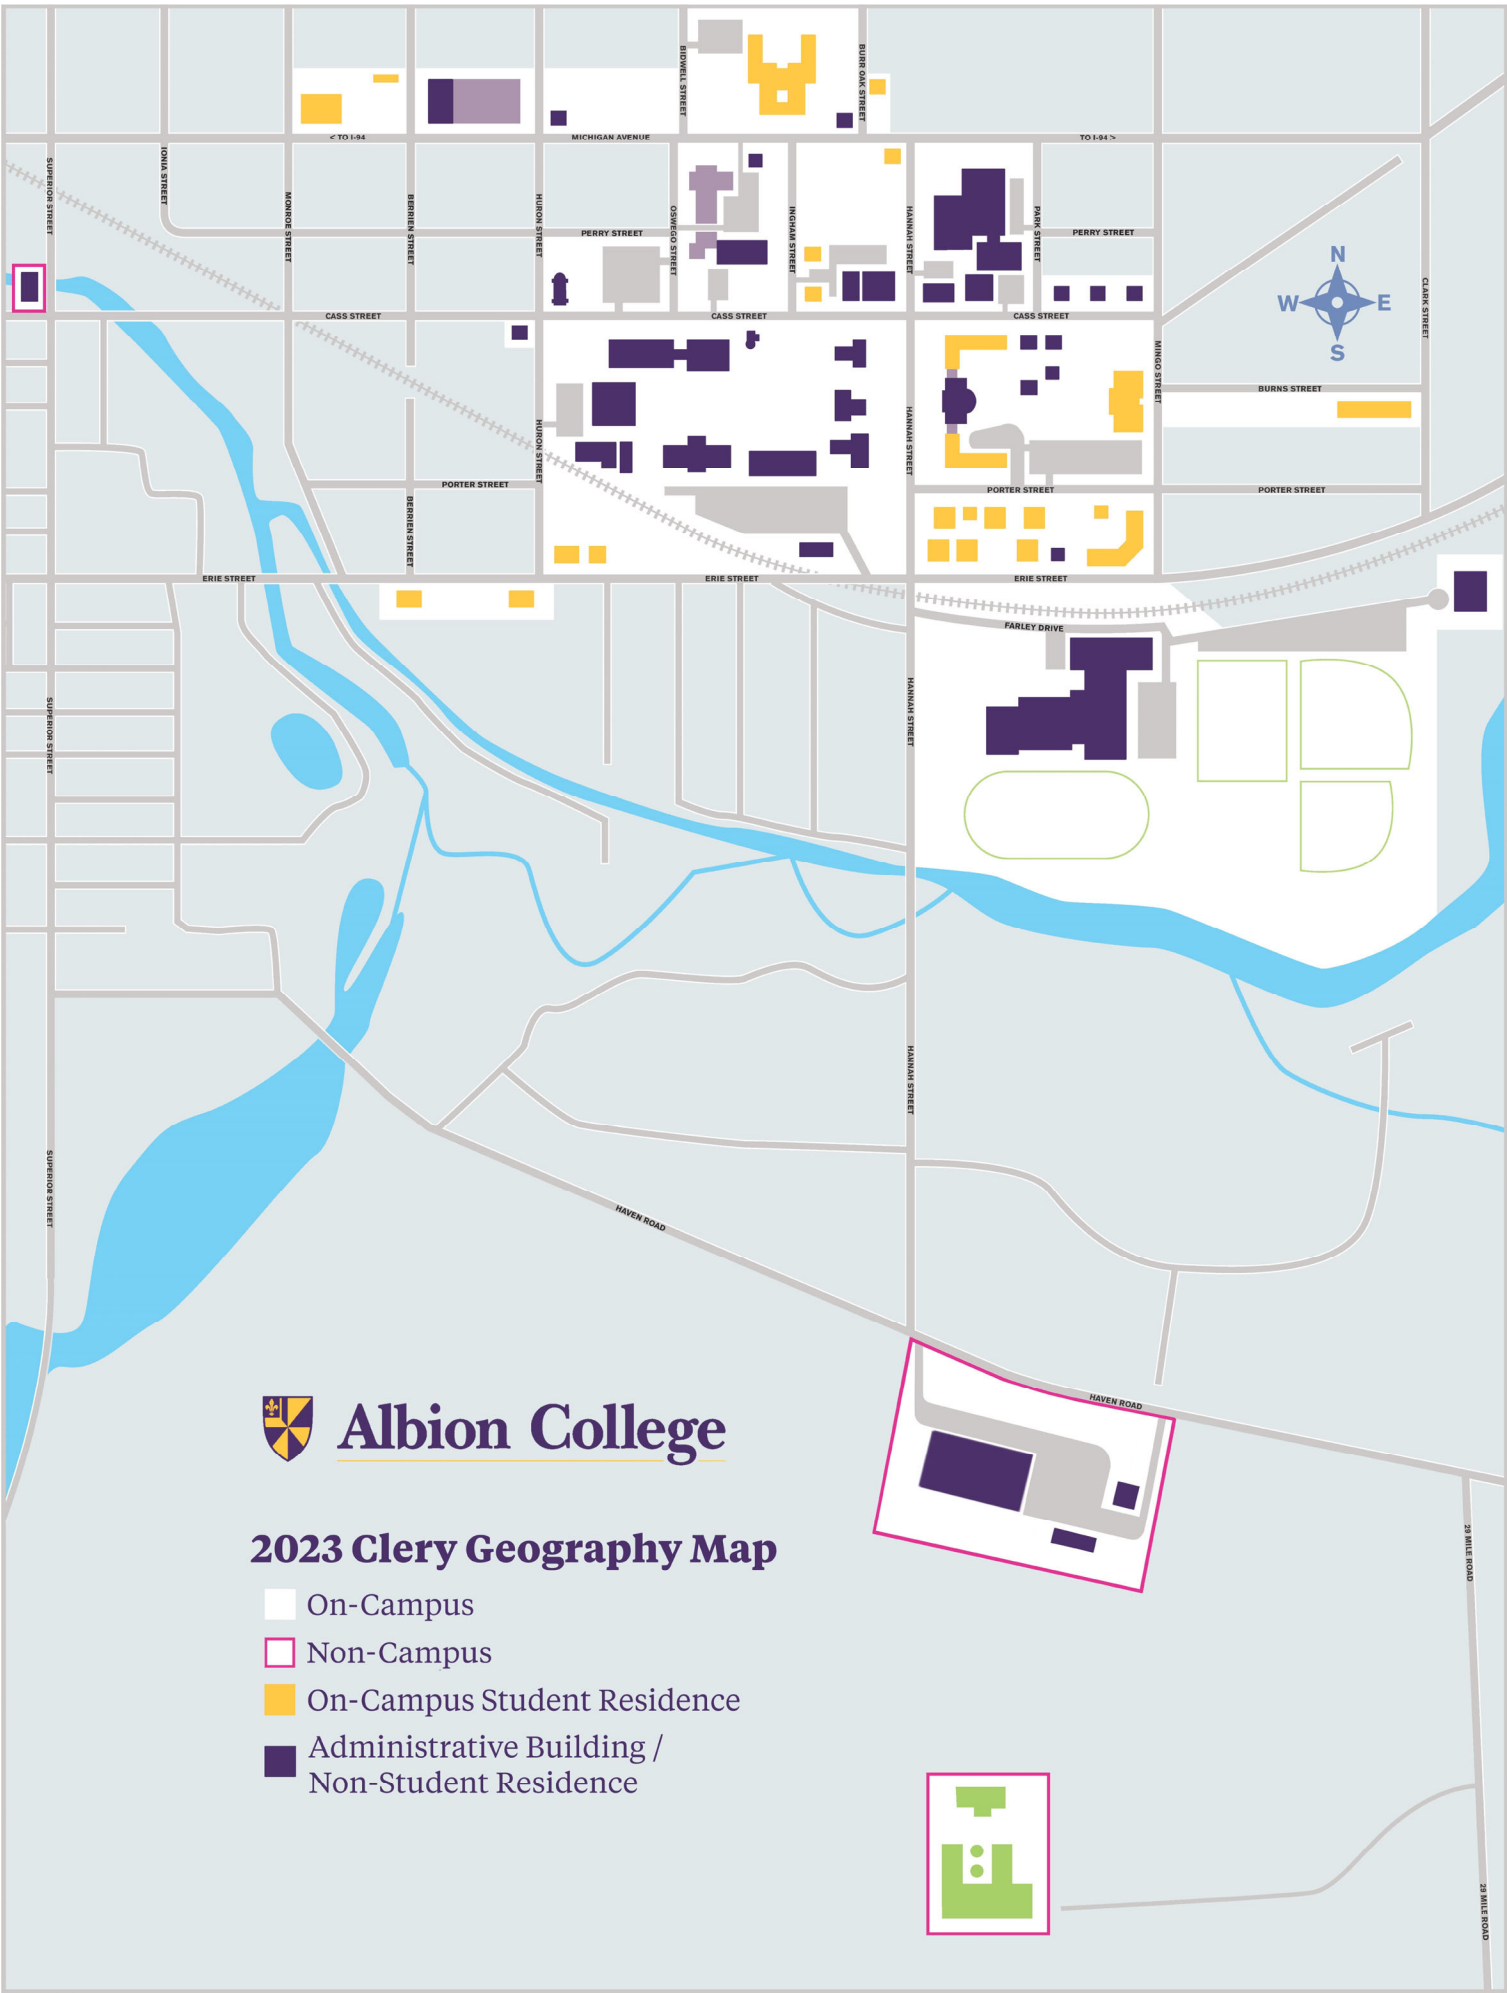 BIDWELL STREET
BURR OAK STREET
< TO I-94
MICHIGAN AVENUE
TO I-94 >
SUPERIOR STREET
IONIA STREET
MONROE STREET
BERRIEN STREET
HURON STREET
OSWEGO STREET
INGHAM STREET
HANNAH STREET
PARK STREET
PERRY STREET
PERRY STREET
N
W
E
S
CLARK STREET
CASS STREET
CASS STREET
CASS STREET
MINGO STREET
BURNS STREET
HURON STREET
HANNAH STREET
PORTER STREET
PORTER STREET
PORTER STREET
BERRIEN STREET
ERIE STREET
ERIE STREET
ERIE STREET
FARLEY DRIVE
SUPERIOR STREET
HANNAH STREET
HANNAH STREET
SUPERIOR STREET
HAVEN ROAD
HAVEN ROAD
Albion College
2023 Clery Geography Map
On-Campus
Non-Campus
On-Campus Student Residence
Administrative Building /
Non-Student Residence
29 MILE ROAD
29 MILE ROAD